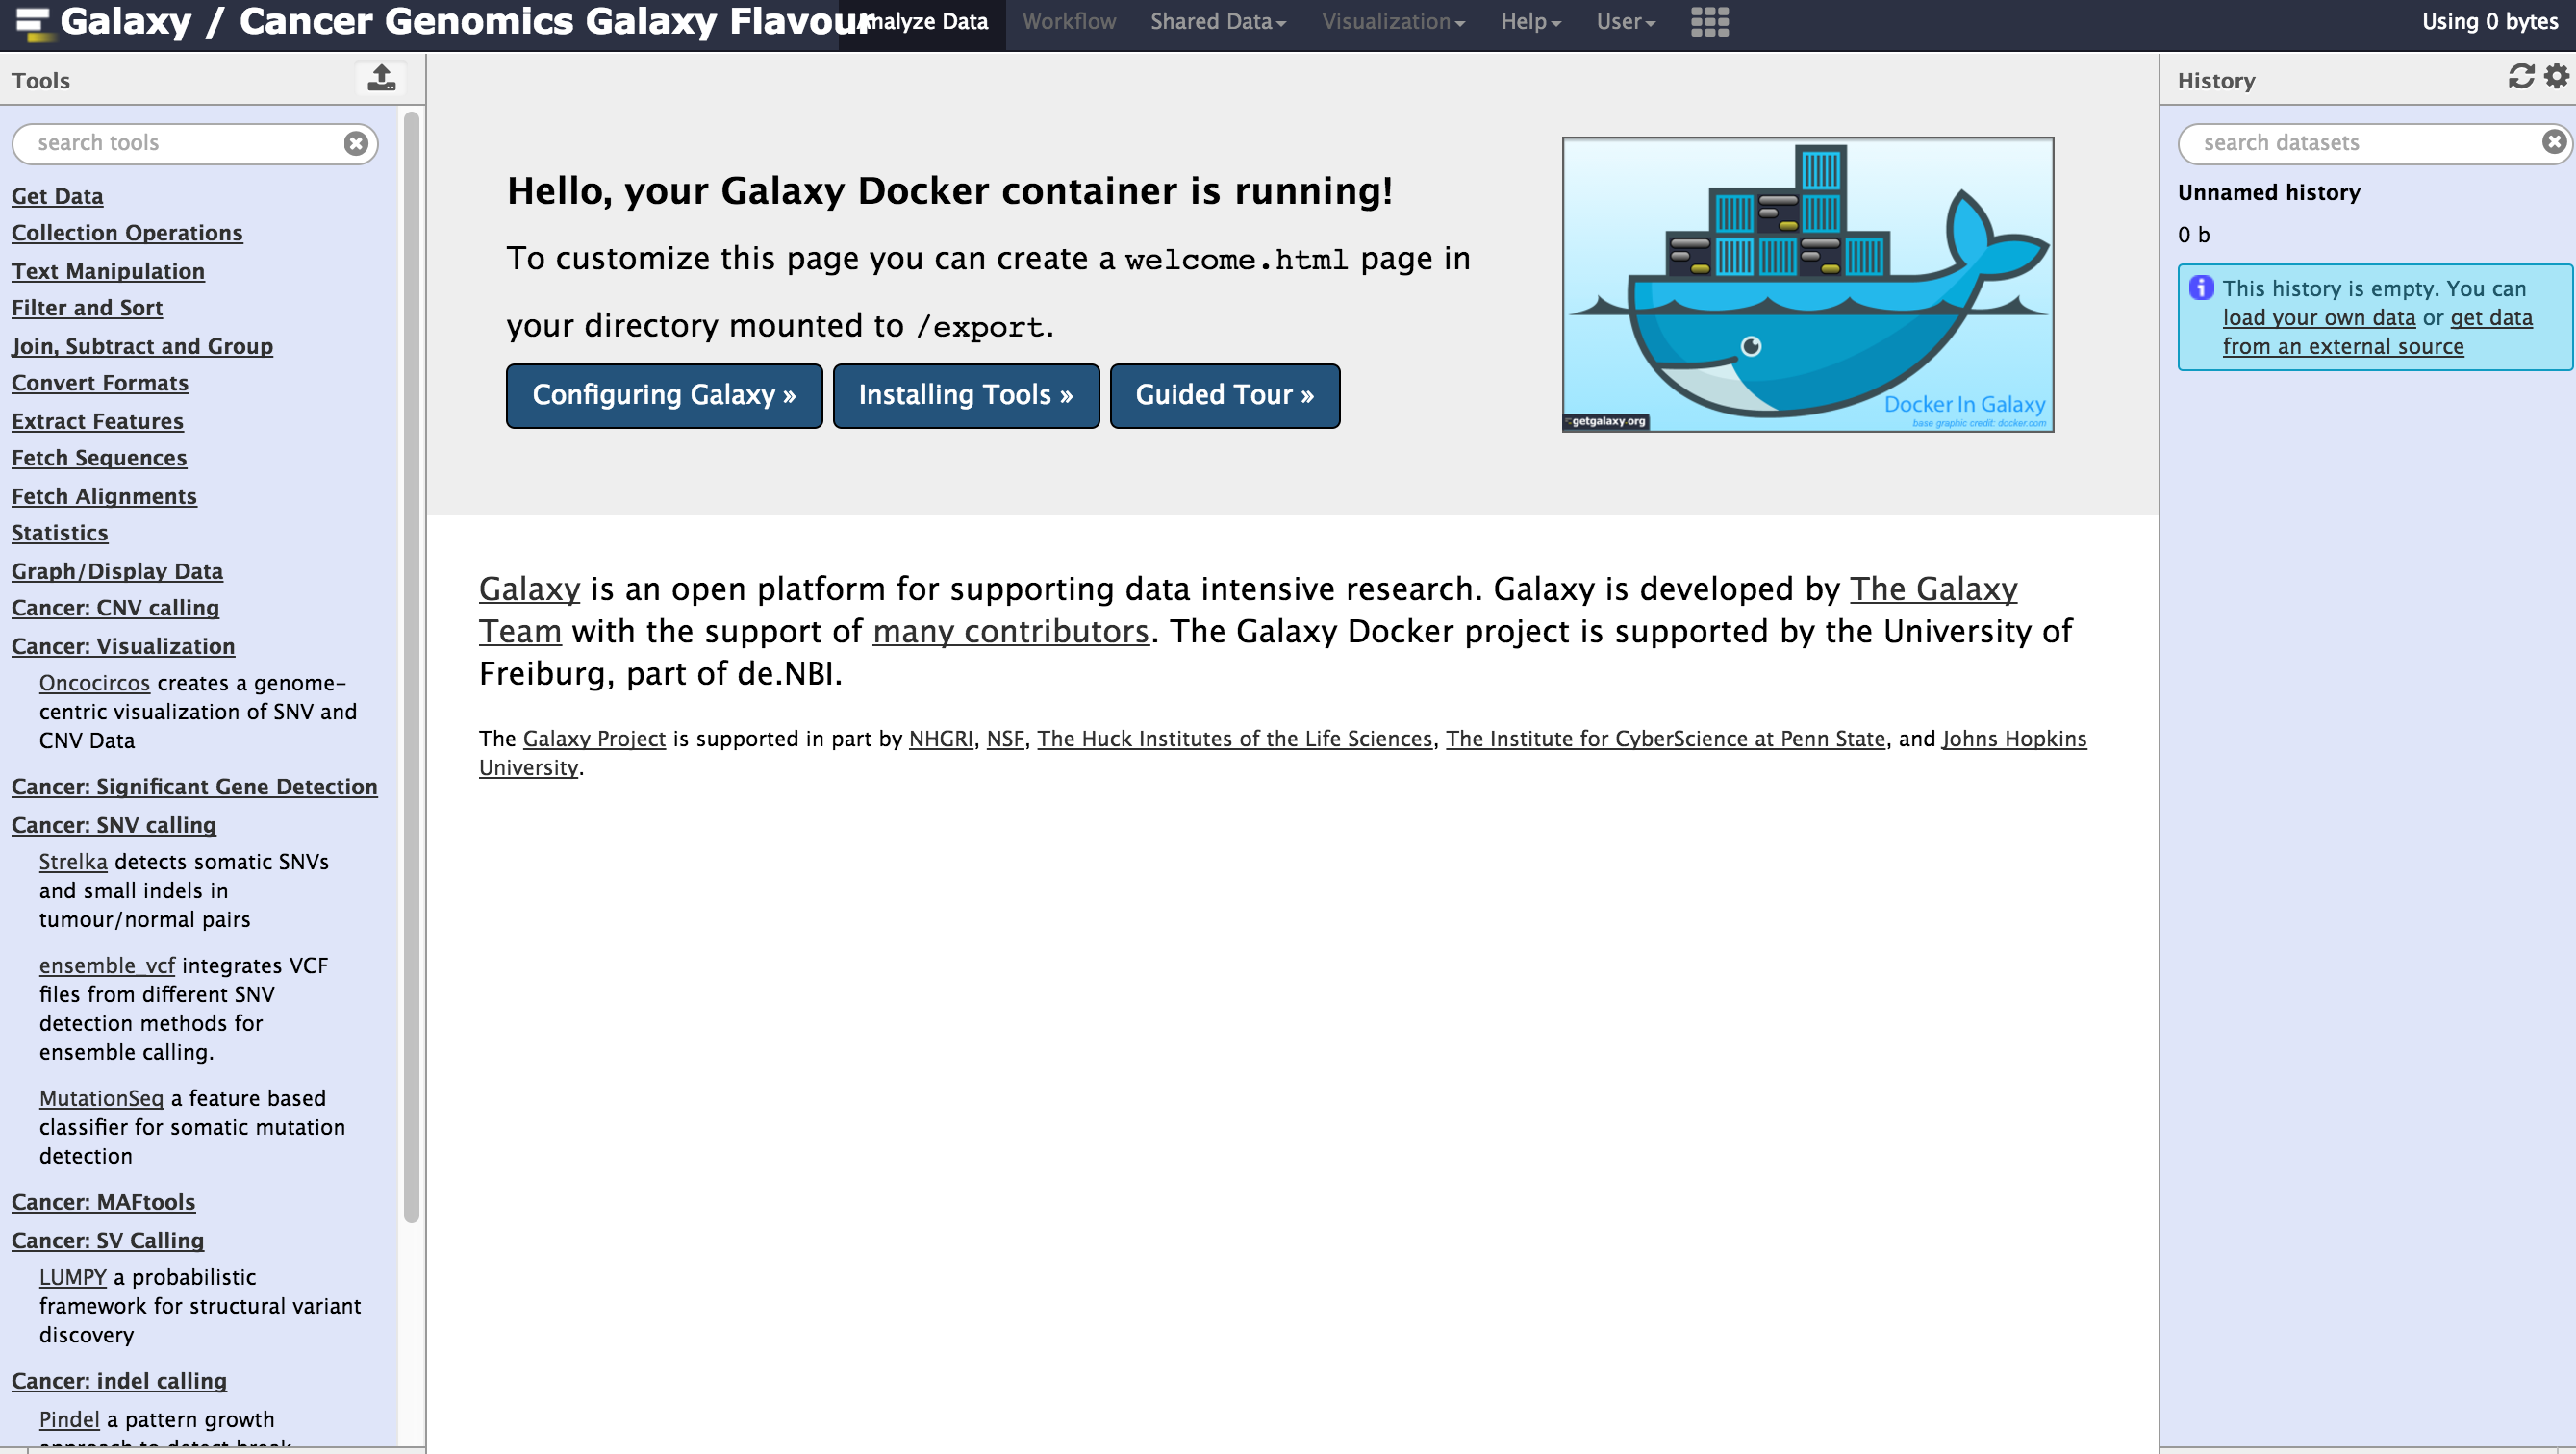 Galaxy / Cancer Genomics Galaxy Flavour
Analyze Data
Workflow
Shared Data
Visualization
Help
User
Using 0 bytes
Tools
search tools
Get Data
Collection Operations
Text Manipulation
Filter and Sort
Join, Subtract and Group
Convert Formats
Extract Features
Fetch Sequences
Fetch Alignments
Statistics
Graph/Display Data
Cancer: CNV calling
Cancer: Visualization
Oncocircos creates a genome-
centric visualization of SNV and
CNV Data
Cancer: Significant Gene Detection
Cancer: SNV calling
Strelka detects somatic SNVs
and small indels in
tumour/normal pairs
ensemble_vcf integrates VCF
files from different SNV
detection methods for
ensemble calling.
MutationSeq a feature based
classifier for somatic mutation
detection
Cancer: MAFtools
Cancer: SV Calling
LUMPY a probabilistic
framework for structural variant
discovery
Cancer: indel calling
Pindel a pattern growth
approach to detect break
Hello, your Galaxy Docker container is running!
To customize this page you can create a welcome.html page in
your directory mounted to /export.
Configuring Galaxy »
Installing Tools »
Guided Tour »
getgalaxy.org
Docker In Galaxy
base graphic credit: docker.com
Galaxy is an open platform for supporting data intensive research. Galaxy is developed by The Galaxy
Team with the support of many contributors. The Galaxy Docker project is supported by the University of
Freiburg, part of de.NBI.
The Galaxy Project is supported in part by NHGRI, NSF, The Huck Institutes of the Life Sciences, The Institute for CyberScience at Penn State, and Johns Hopkins
University.
History
search datasets
Unnamed history
0 b
This history is empty. You can
load your own data or get data
from an external source